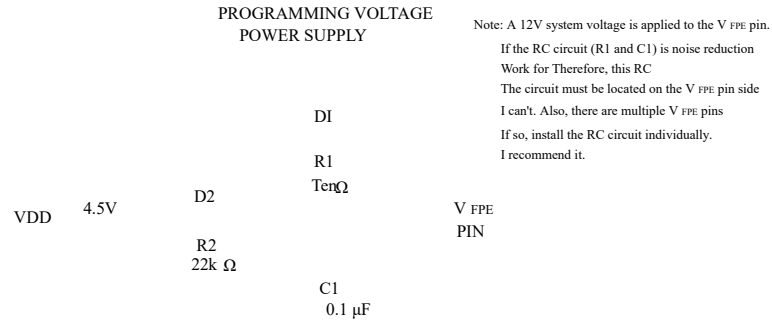 PROGRAMMING VOLTAGE
POWER SUPPLY
Note: A 12V system voltage is applied to the V FPE pin.
If the RC circuit (R1 and C1) is noise reduction
Work for Therefore, this RC
The circuit must be located on the V FPE pin side
I can't. Also, there are multiple V FPE pins
If so, install the RC circuit individually.
I recommend it.
DI
R1
TenΩ
D2
4.5V
VDD
V FPE
PIN
R2
22k Ω
C1
0.1 μF